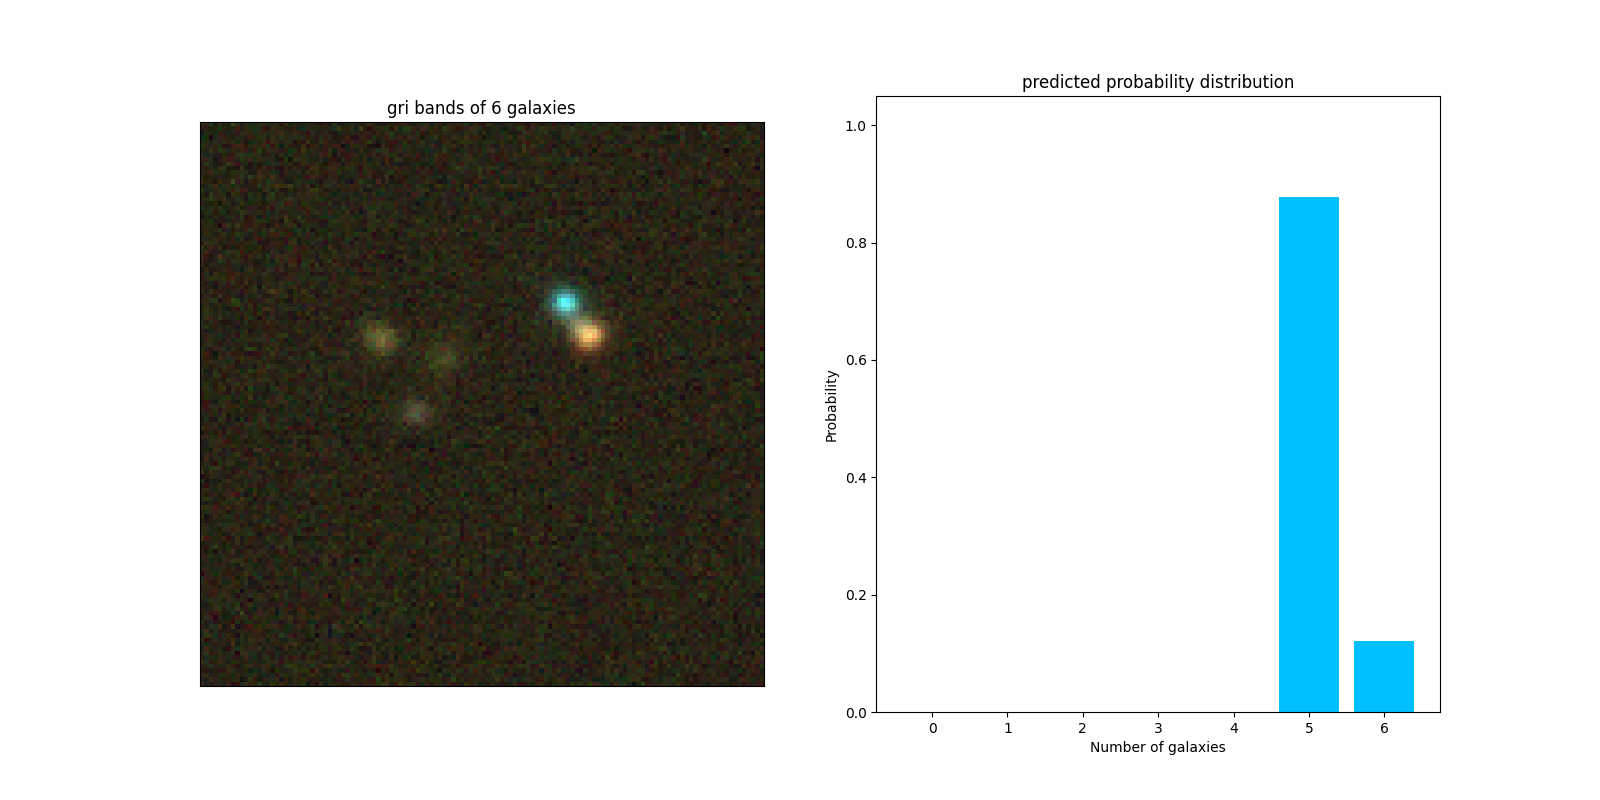 gri bands of 6 galaxies
predicted probability distribution
1.0
0.8
0.6
0.4
0.2
0.0
Probability
0 1 2 3 4 5 6
Number of galaxies